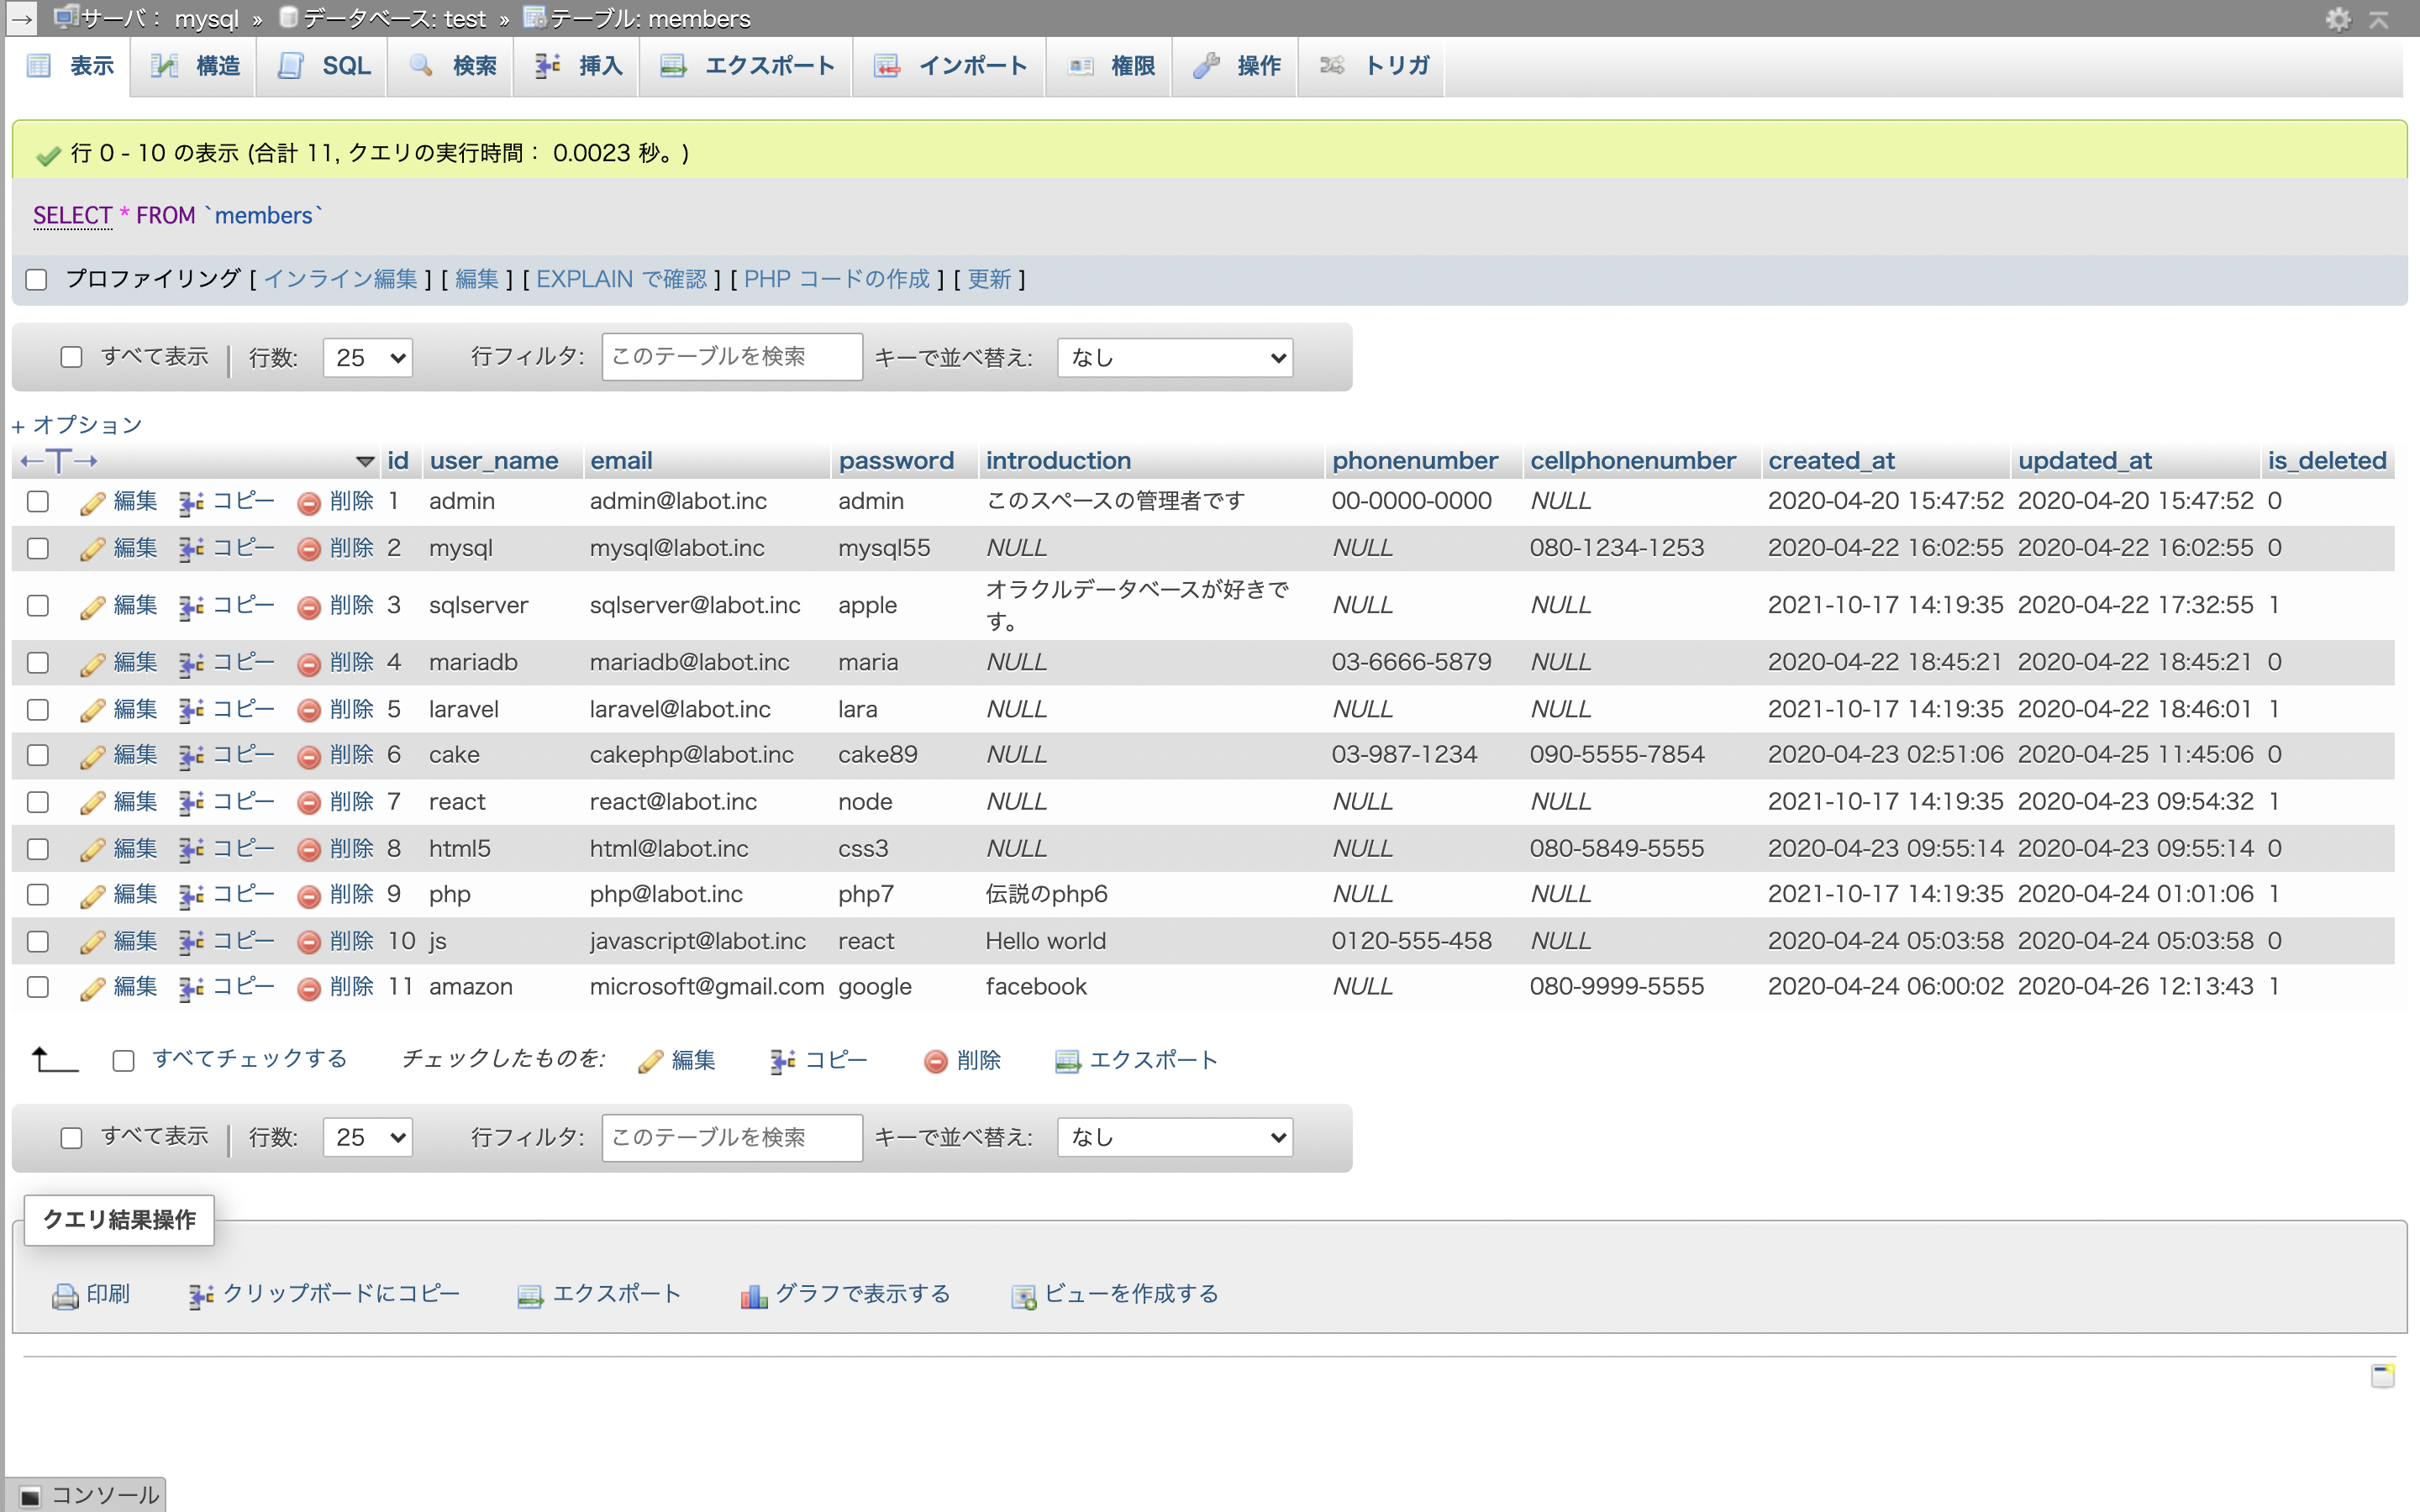 サーバ： mysql » データベース: test » テーブル: members
表示 構造 SQL 検索 挿入 エクスポート インポート 権限 操作 トリガ
行 0 - 10 の表示 (合計 11, クエリの実行時間： 0.0023 秒。)
SELECT * FROM `members`
プロファイリング [ インライン編集 ] [ 編集 ] [ EXPLAIN で確認 ] [ PHP コードの作成 ] [ 更新 ]
すべて表示 行数: 25 行フィルタ: このテーブルを検索 キーで並べ替え: なし
+ オプション
←T→ id user_name email password introduction phonenumber cellphonenumber created_at updated_at is_deleted
編集 コピー 削除 1 admin admin@labot.inc admin このスペースの管理者です 00-0000-0000 NULL 2020-04-20 15:47:52 2020-04-20 15:47:52 0
編集 コピー 削除 2 mysql mysql@labot.inc mysql55 NULL NULL 080-1234-1253 2020-04-22 16:02:55 2020-04-22 16:02:55 0
編集 コピー 削除 3 sqlserver sqlserver@labot.inc apple オラクルデータベースが好きです。 NULL NULL 2021-10-17 14:19:35 2020-04-22 17:32:55 1
編集 コピー 削除 4 mariadb mariadb@labot.inc maria NULL 03-6666-5879 NULL 2020-04-22 18:45:21 2020-04-22 18:45:21 0
編集 コピー 削除 5 laravel laravel@labot.inc lara NULL NULL NULL 2021-10-17 14:19:35 2020-04-22 18:46:01 1
編集 コピー 削除 6 cake cakephp@labot.inc cake89 NULL 03-987-1234 090-5555-7854 2020-04-23 02:51:06 2020-04-25 11:45:06 0
編集 コピー 削除 7 react react@labot.inc node NULL NULL NULL 2021-10-17 14:19:35 2020-04-23 09:54:32 1
編集 コピー 削除 8 html5 html@labot.inc css3 NULL NULL 080-5849-5555 2020-04-23 09:55:14 2020-04-23 09:55:14 0
編集 コピー 削除 9 php php@labot.inc php7 伝説のphp6 NULL NULL 2021-10-17 14:19:35 2020-04-24 01:01:06 1
編集 コピー 削除 10 js javascript@labot.inc react Hello world 0120-555-458 NULL 2020-04-24 05:03:58 2020-04-24 05:03:58 0
編集 コピー 削除 11 amazon microsoft@gmail.com google facebook NULL 080-9999-5555 2020-04-24 06:00:02 2020-04-26 12:13:43 1
すべてチェックする チェックしたものを: 編集 コピー 削除 エクスポート
すべて表示 行数: 25 行フィルタ: このテーブルを検索 キーで並べ替え: なし
クエリ結果操作
印刷 クリップボードにコピー エクスポート グラフで表示する ビューを作成する
コンソール